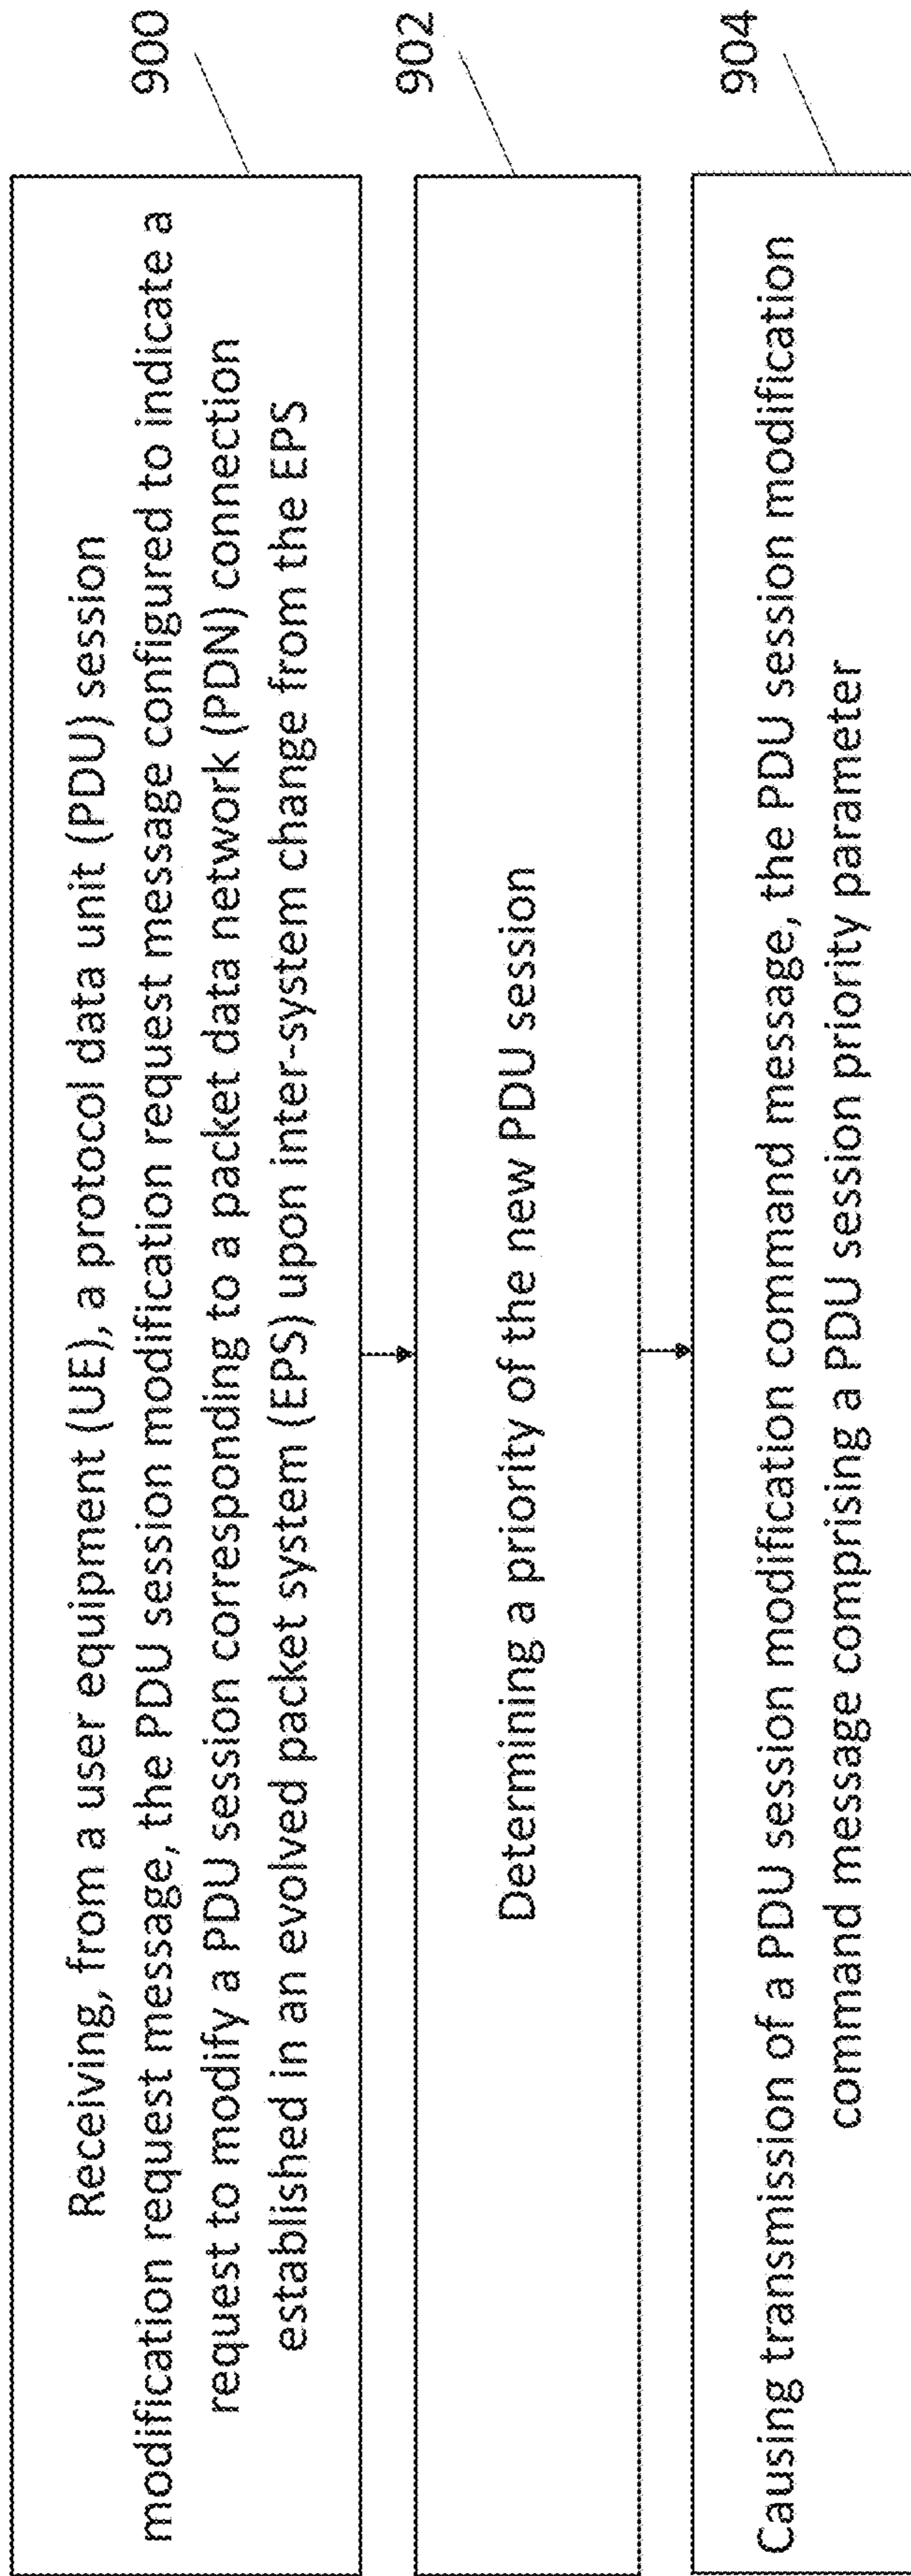 Receiving, from a user equipment (UE), a protocol data unit (PDU) session
modification request message, the PDU session modification request message configured to indicate a
request to modify a PDU session corresponding to a packet data network (PDN) connection
established in an evolved packet system (EPS) upon inter-system change from the EPS
900
Determining a priority of the new PDU session
902
Causing transmission of a PDU session modification command message, the PDU session modification
command message comprising a PDU session priority parameter
904